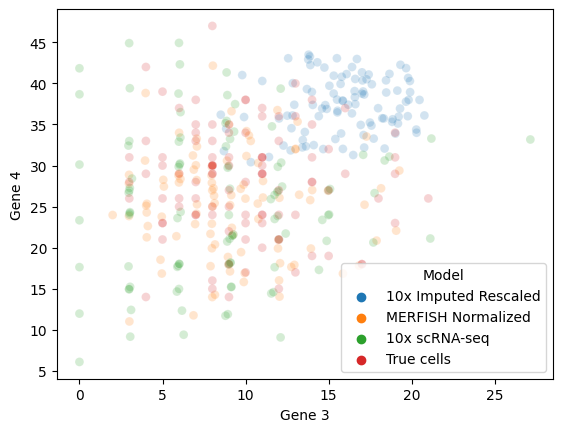 45
40
35
30
25
20
15
10
5
Gene 4
0
5
10
15
20
25
Gene 3
Model
10x Imputed Rescaled
MERFISH Normalized
10x scRNA-seq
True cells